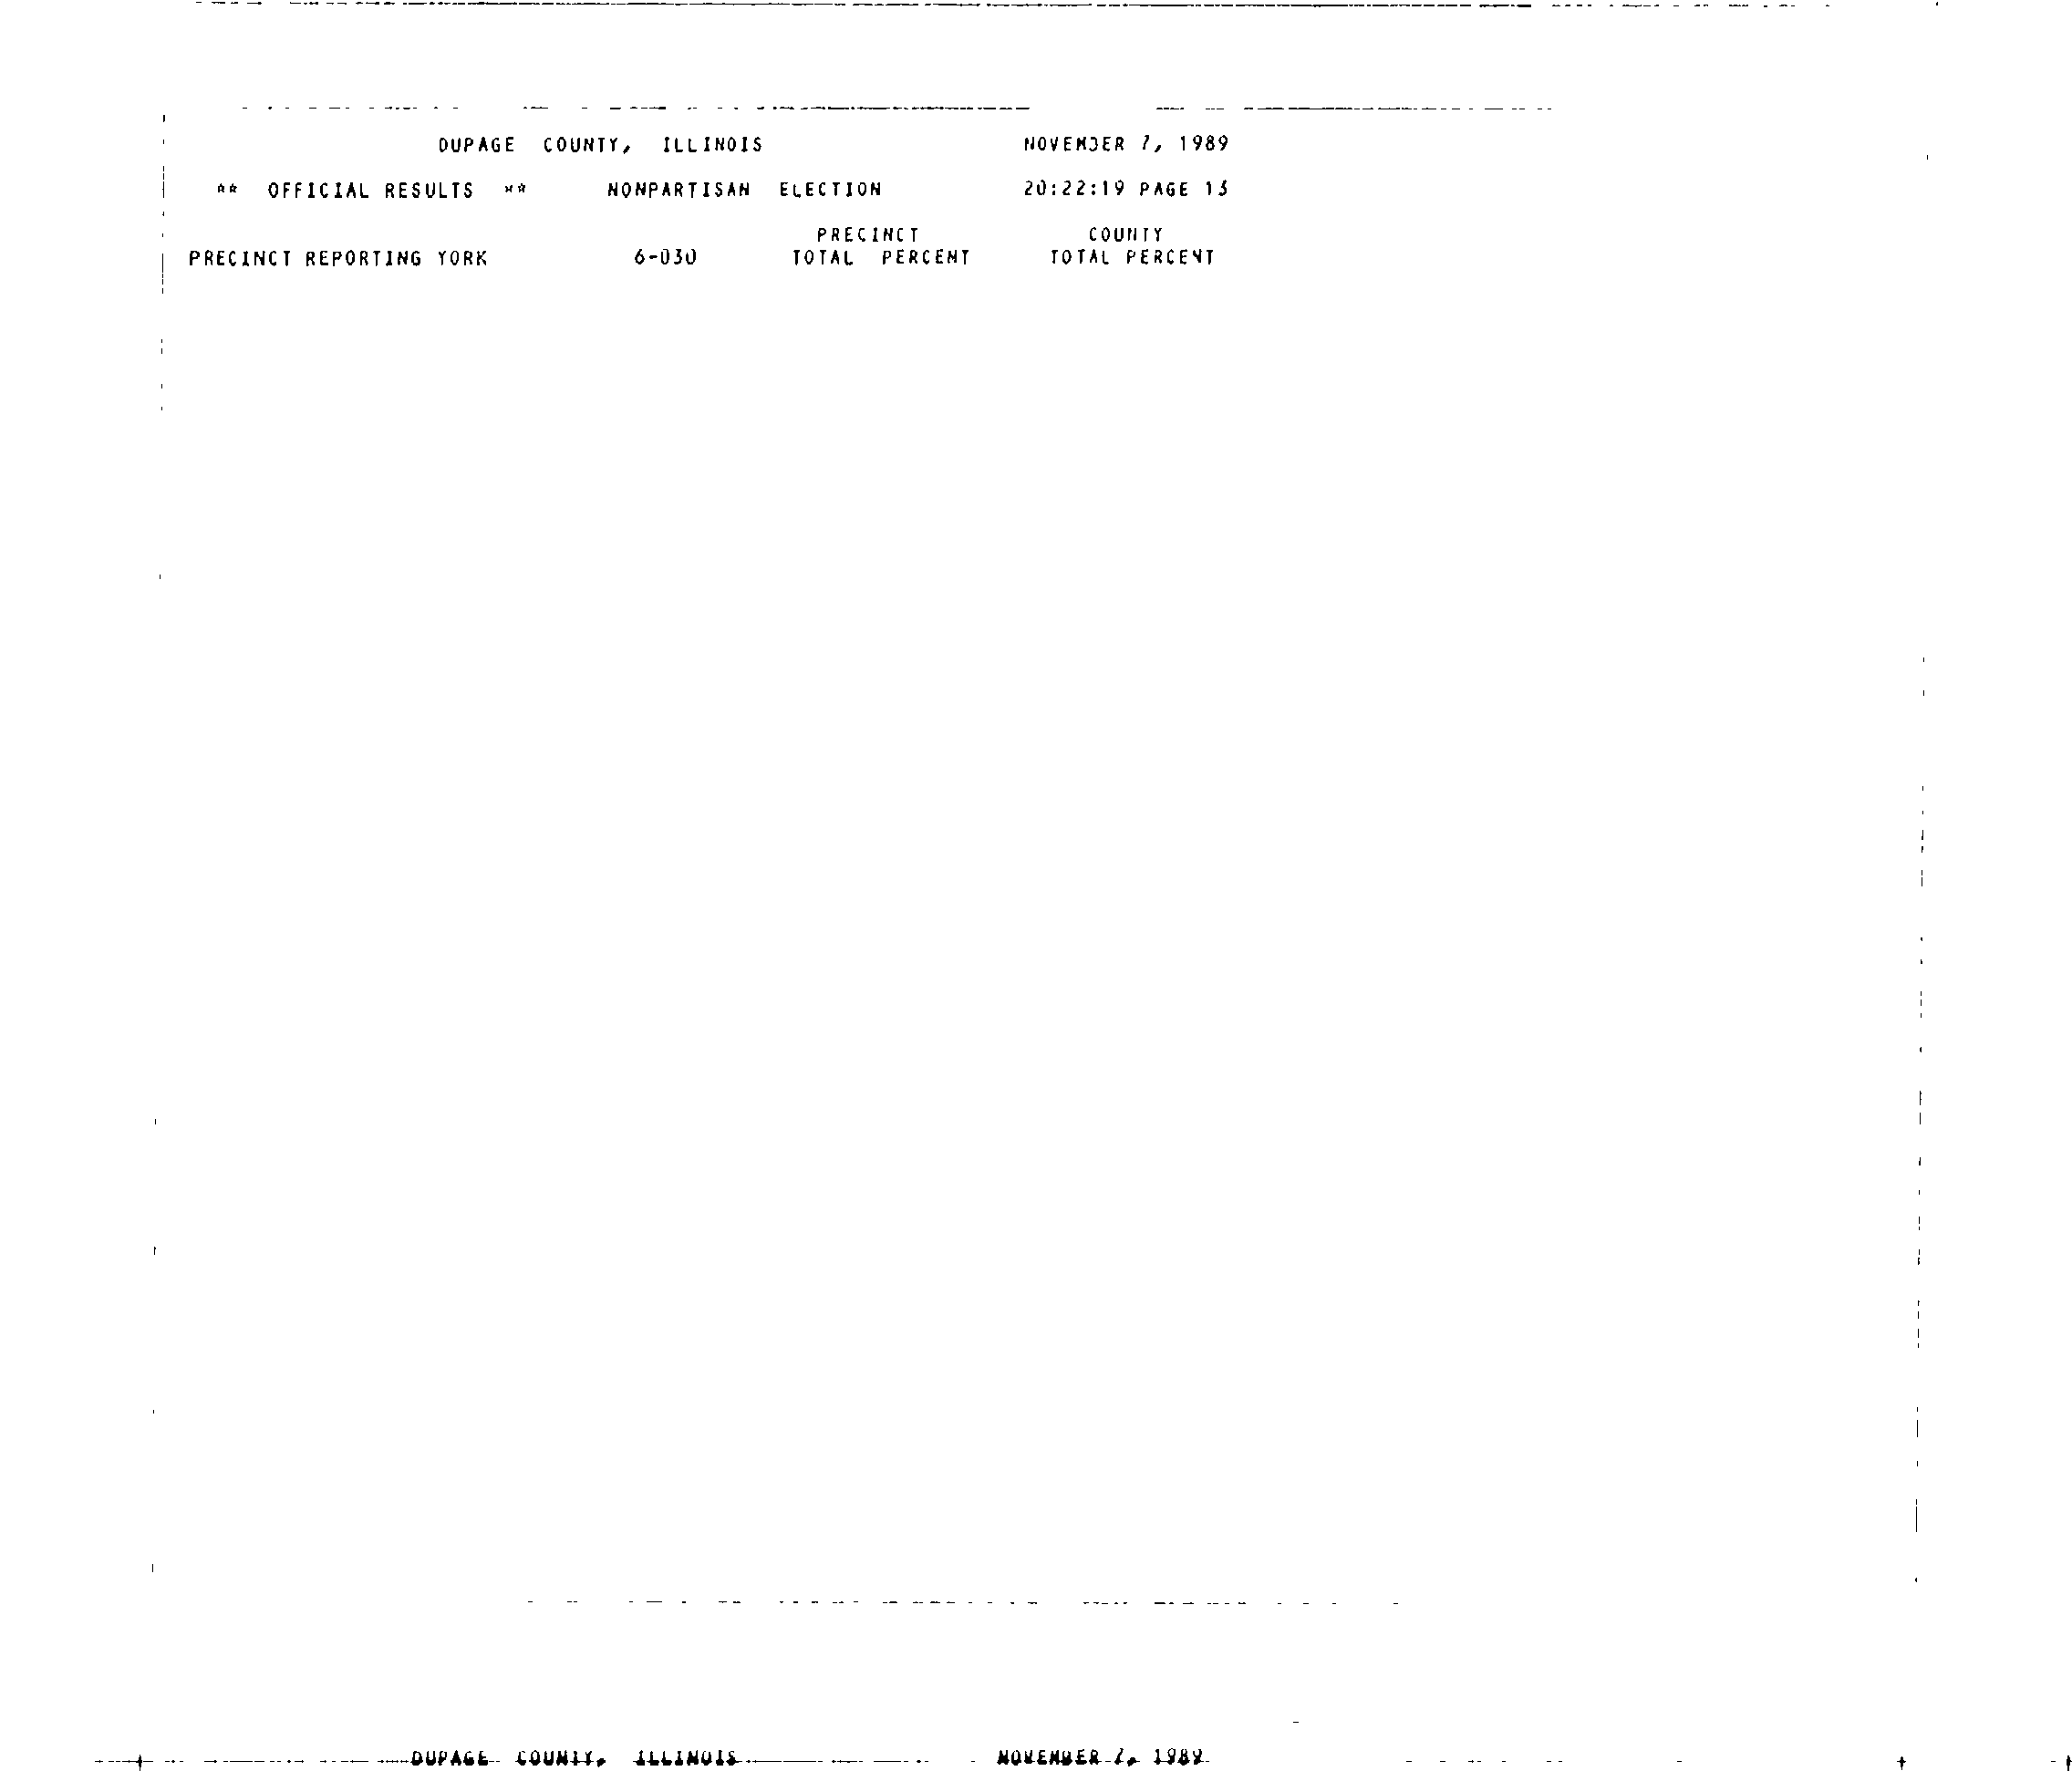 DUPAGE COUNTY, ILLINOIS NOVEMBER 7, 1989
** OFFICIAL RESULTS ** NONPARTISAN ELECTION 20:22:19 PAGE 13
PRECINCT COUNTY
PRECINCT REPORTING YORK 6-030 TOTAL PERCENT TOTAL PERCENT
DUPAGE COUNTY, ILLINOIS NOVEMBER 7, 1989